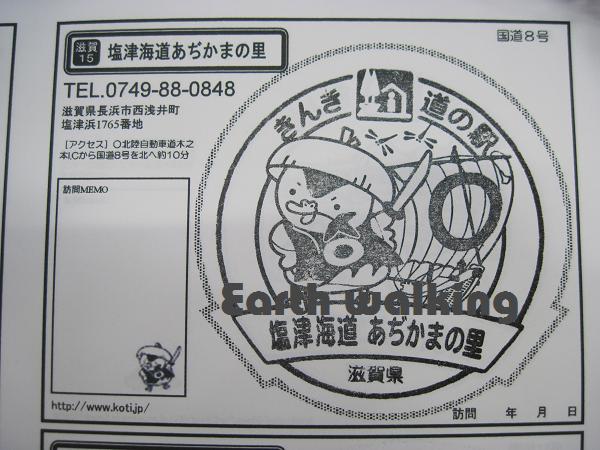 滋賀
15
塩津海道あぢかまの里
国道8号
TEL.0749-88-0848
滋賀県長浜市西浅井町
塩津浜1765番地
[アクセス] ○北陸自動車道木之
本I.Cから国道8号を北へ約10分
訪問MEMO
きんき 道の駅
Earth walking
塩津海道 あぢかまの里
滋賀県
http://www.koti.jp/
訪問 年 月 日